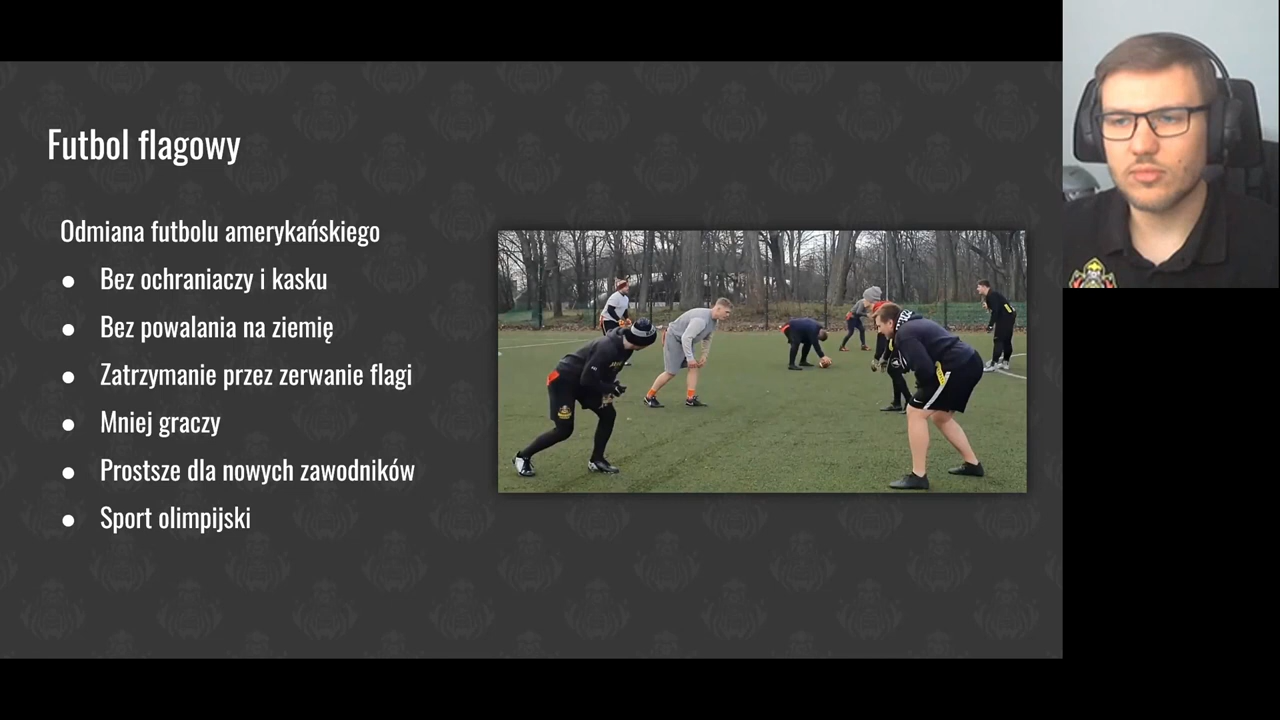 Futbol flagowy
Odmiana futbolu amerykańskiego
● Bez ochraniaczy i kasku
● Bez powalania na ziemię
● Zatrzymanie przez zerwanie flagi
● Mniej graczy
● Prostsze dla nowych zawodników
● Sport olimpijski